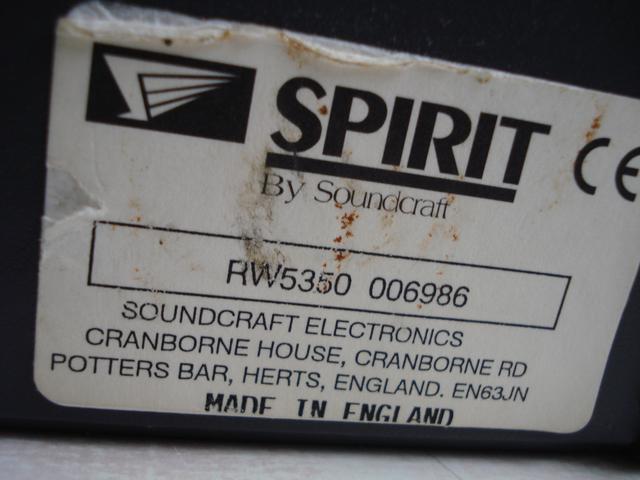 SPIRIT
By Soundcraft
CE
RW5350 006986
SOUNDCRAFT ELECTRONICS
CRANBORNE HOUSE, CRANBORNE RD
POTTERS BAR, HERTS, ENGLAND. EN63JN
MADE IN ENGLAND